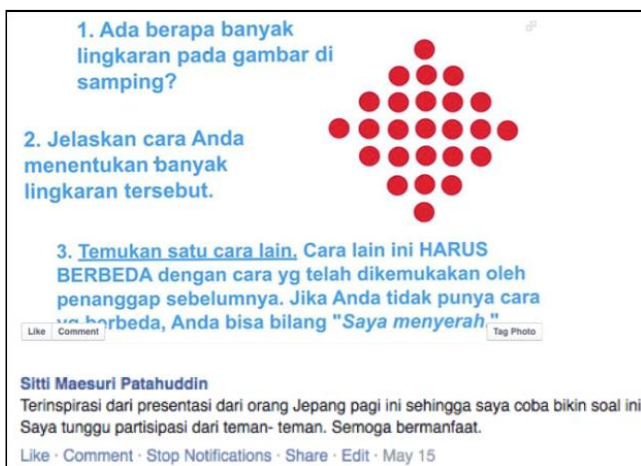 1. Ada berapa banyak
lingkaran pada gambar di
samping?
2. Jelaskan cara Anda
menentukan banyak
lingkaran tersebut.
3. Temukan satu cara lain. Cara lain ini HARUS
BERBEDA dengan cara yg telah dikemukakan oleh
penanggap sebelumnya. Jika Anda tidak punya cara
yg berbeda, Anda bisa bilang "Saya menyerah."
Like Comment Tag Photo
Sitti Maesuri Patahuddin
Terinspirasi dari presentasi dari orang Jepang pagi ini sehingga saya coba bikin soal ini
Saya tunggu partisipasi dari teman- teman. Semoga bermanfaat.
Like · Comment · Stop Notifications · Share · Edit · May 15